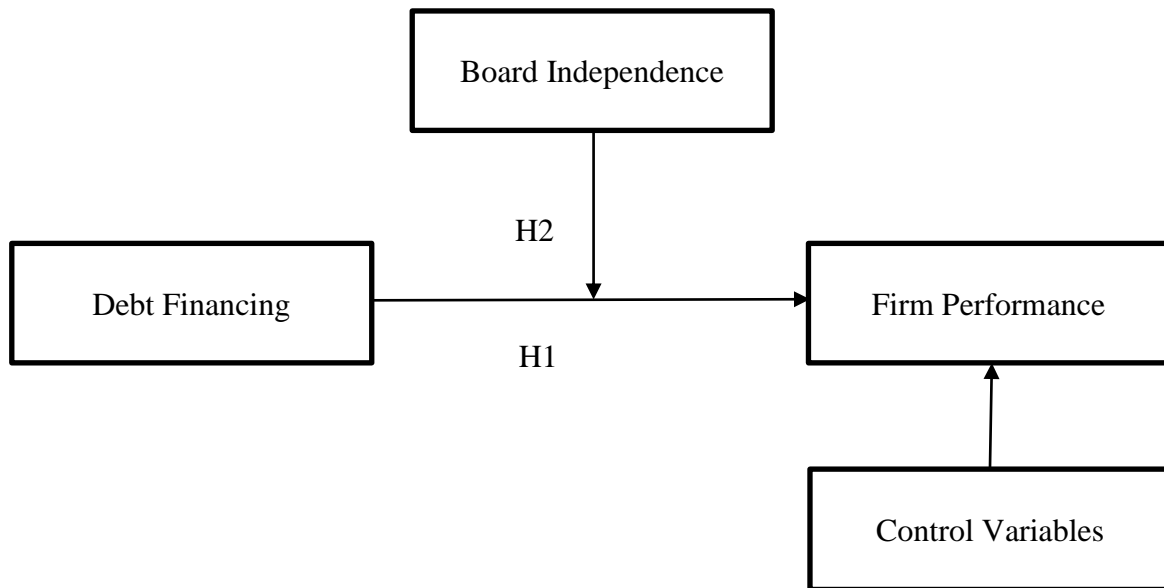 Board Independence
H2
Debt Financing
Firm Performance
H1
Control Variables